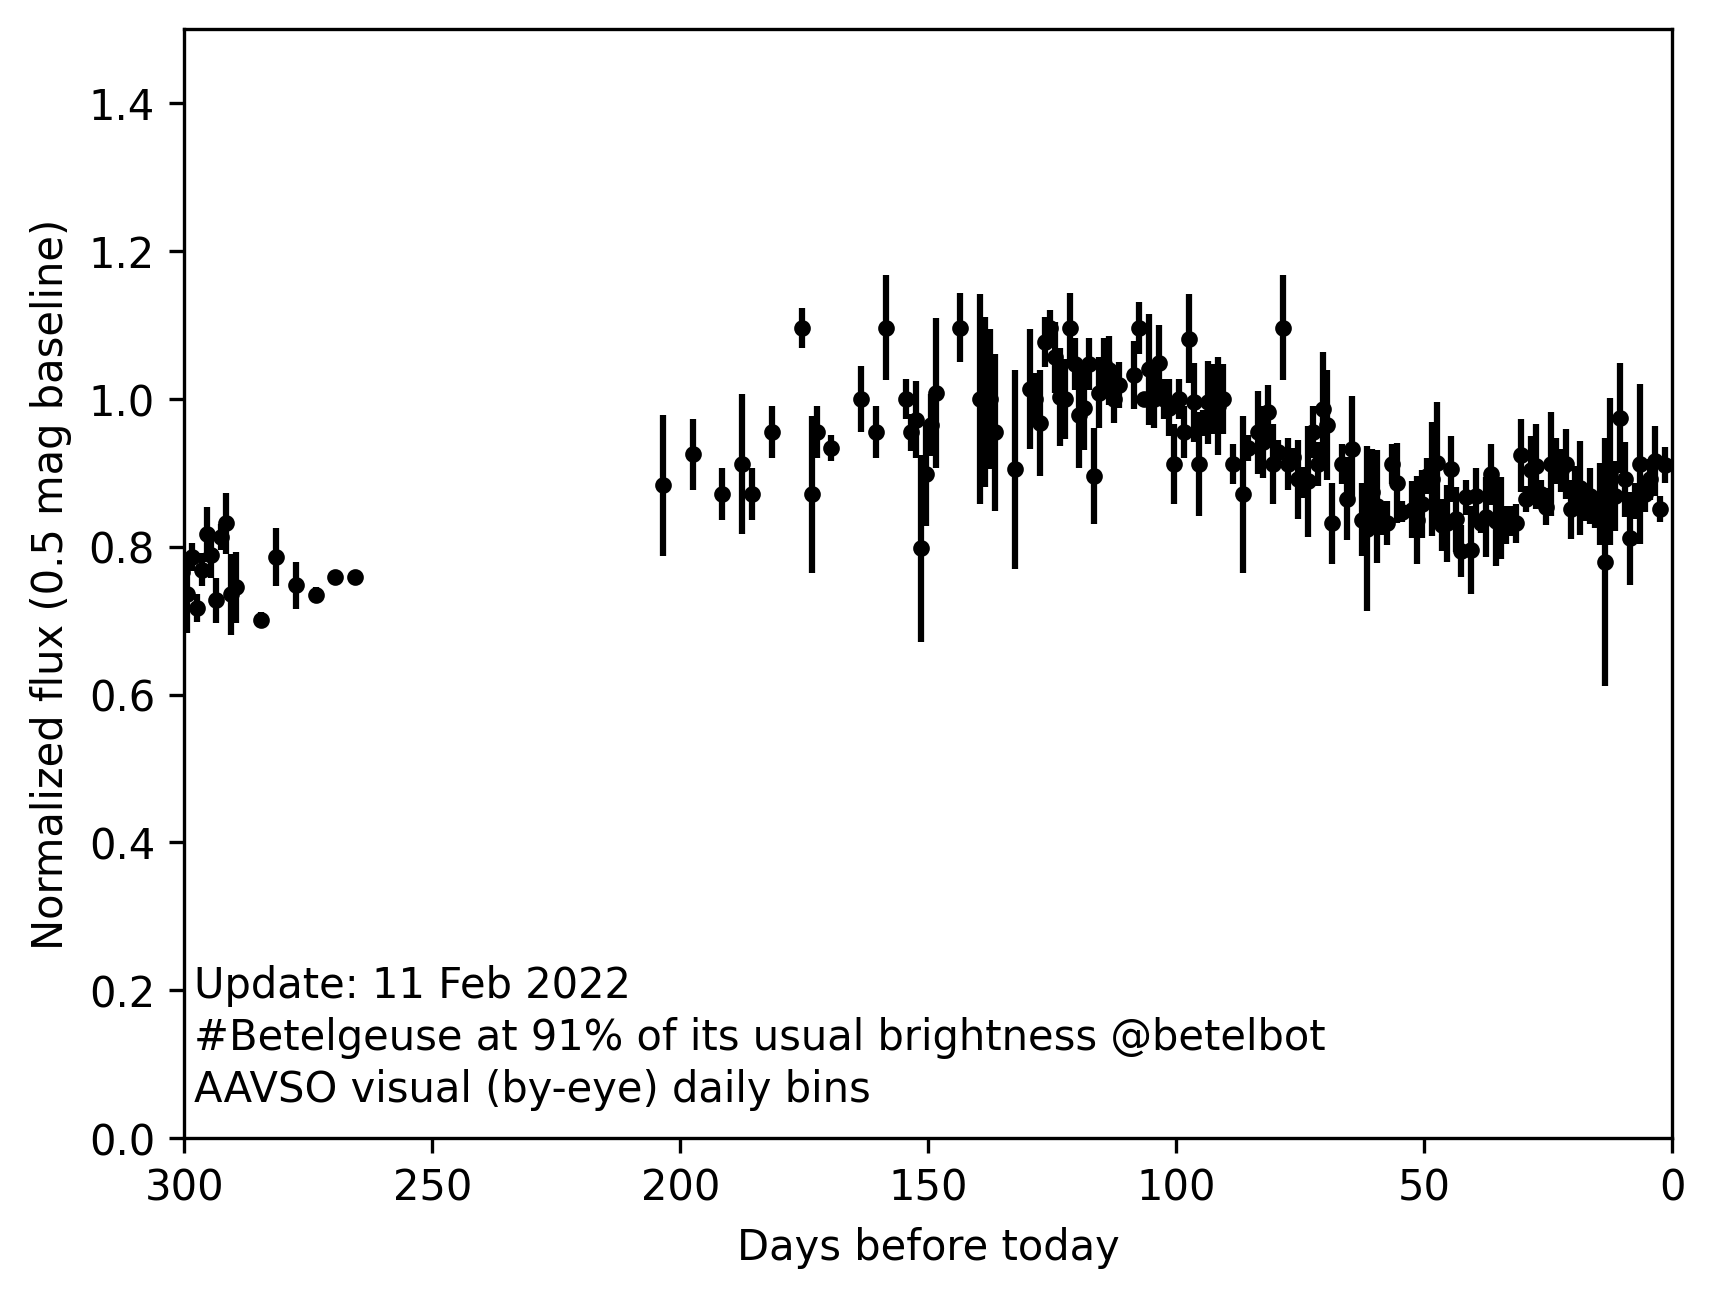 1.4
1.2
1.0
0.8
0.6
0.4
0.2
0.0
Normalized flux (0.5 mag baseline)
Update: 11 Feb 2022
#Betelgeuse at 91% of its usual brightness @betelbot
AAVSO visual (by-eye) daily bins
300 250 200 150 100 50 0
Days before today